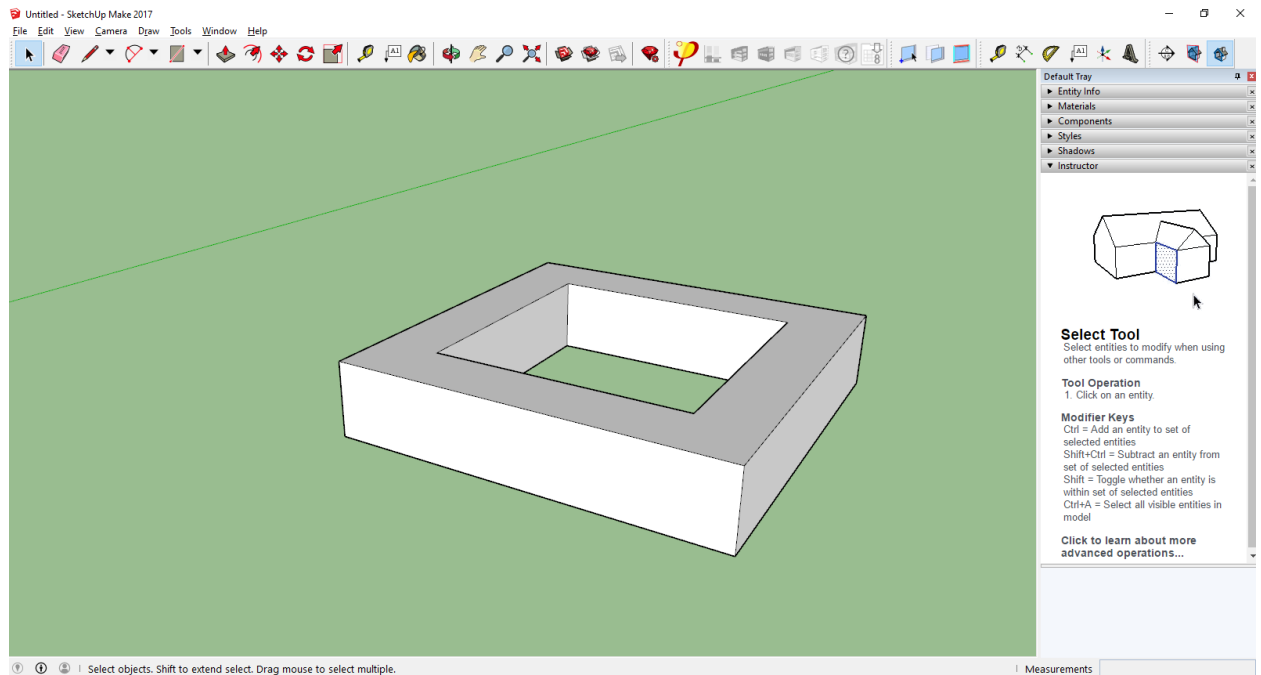 Untitled - SketchUp Make 2017
File Edit View Camera Draw Tools Window Help
A1
8
A1
Default Tray
Entity Info
Materials
Components
Styles
Shadows
Instructor
Select Tool
Select entities to modify when using
other tools or commands.
Tool Operation
1. Click on an entity.
Modifier Keys
Ctrl = Add an entity to set of
selected entities
Shift+Ctrl = Subtract an entity from
set of selected entities
Shift = Toggle whether an entity is
within set of selected entities
Ctrl+A = Select all visible entities in
model
Click to learn about more
advanced operations...
Select objects. Shift to extend select. Drag mouse to select multiple.
Measurements